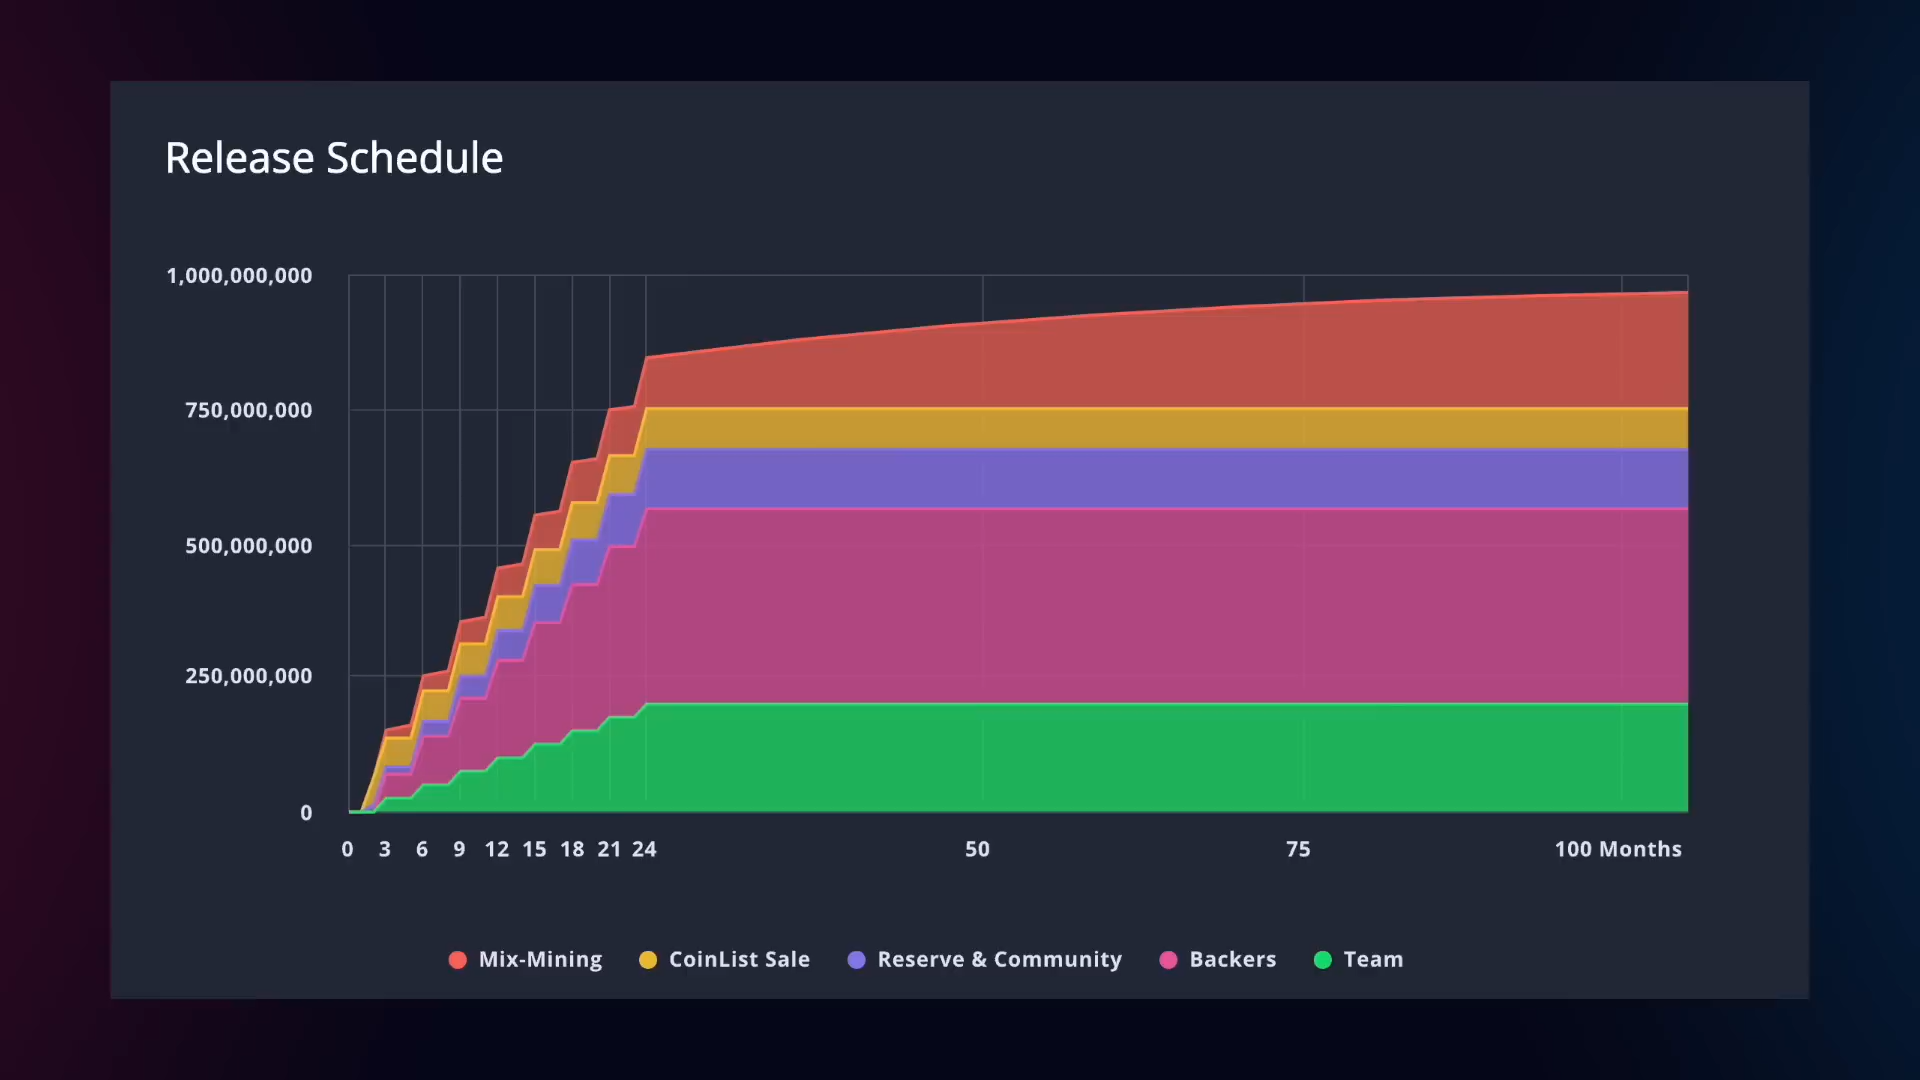 Release Schedule
1,000,000,000
750,000,000
500,000,000
250,000,000
0
0 3 6 9 12 15 18 21 24 50 75 100 Months
Mix-Mining CoinList Sale Reserve & Community Backers Team